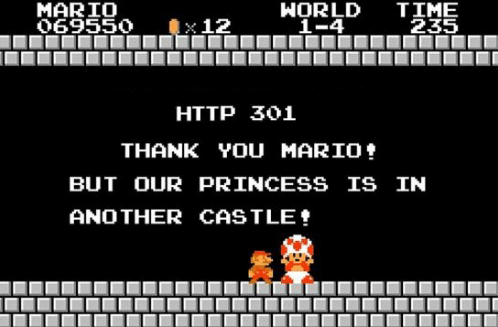 MARIO WORLD TIME
069550 ×12 1-4 235
HTTP 301
THANK YOU MARIO!
BUT OUR PRINCESS IS IN
ANOTHER CASTLE!